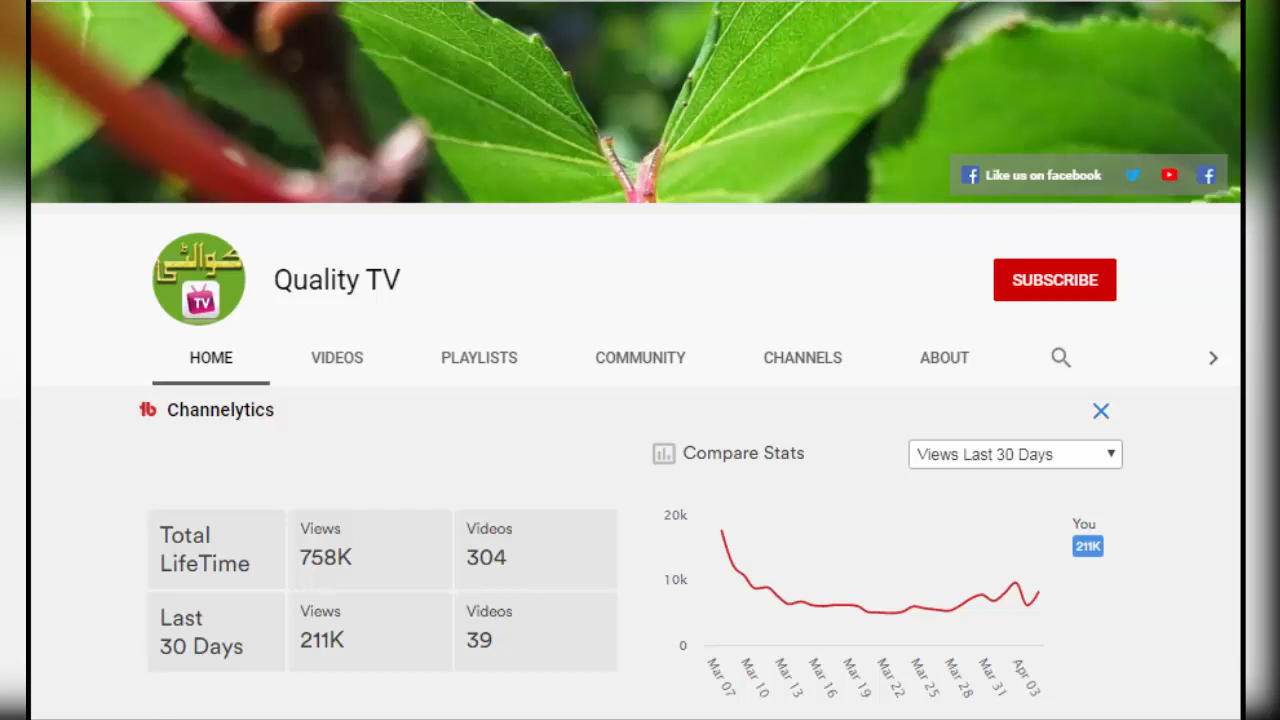 Like us on facebook
کوالٹی
TV
Quality TV
SUBSCRIBE
HOME VIDEOS PLAYLISTS COMMUNITY CHANNELS ABOUT
tb Channelytics
Compare Stats Views Last 30 Days
Total LifeTime
Views
758K
Videos
304
Last 30 Days
Views
211K
Videos
39
20k
10k
0
You
211K
Mar 07 Mar 10 Mar 13 Mar 16 Mar 19 Mar 22 Mar 25 Mar 28 Mar 31 Apr 03